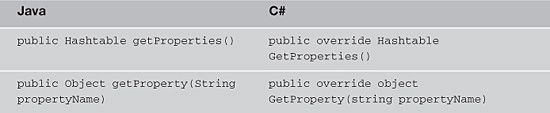 Java C#
public Hashtable getProperties() public override Hashtable
GetProperties()
public Object getProperty(String public override object
propertyName) GetProperty(string propertyName)